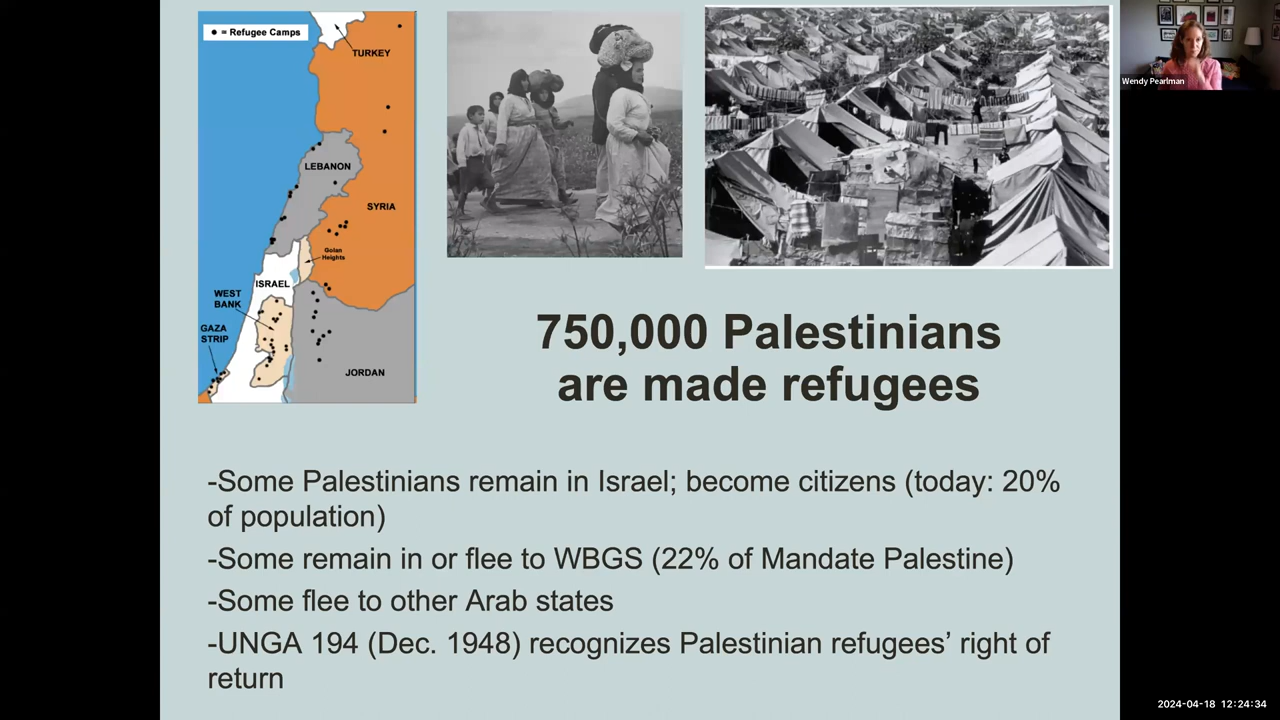 ● = Refugee Camps
TURKEY
LEBANON
SYRIA
Golan
Heights
ISRAEL
WEST
BANK
GAZA
STRIP
JORDAN
Wendy Pearlman
750,000 Palestinians
are made refugees
-Some Palestinians remain in Israel; become citizens (today: 20%
of population)
-Some remain in or flee to WBGS (22% of Mandate Palestine)
-Some flee to other Arab states
-UNGA 194 (Dec. 1948) recognizes Palestinian refugees’ right of
return
2024-04-18 12:24:34